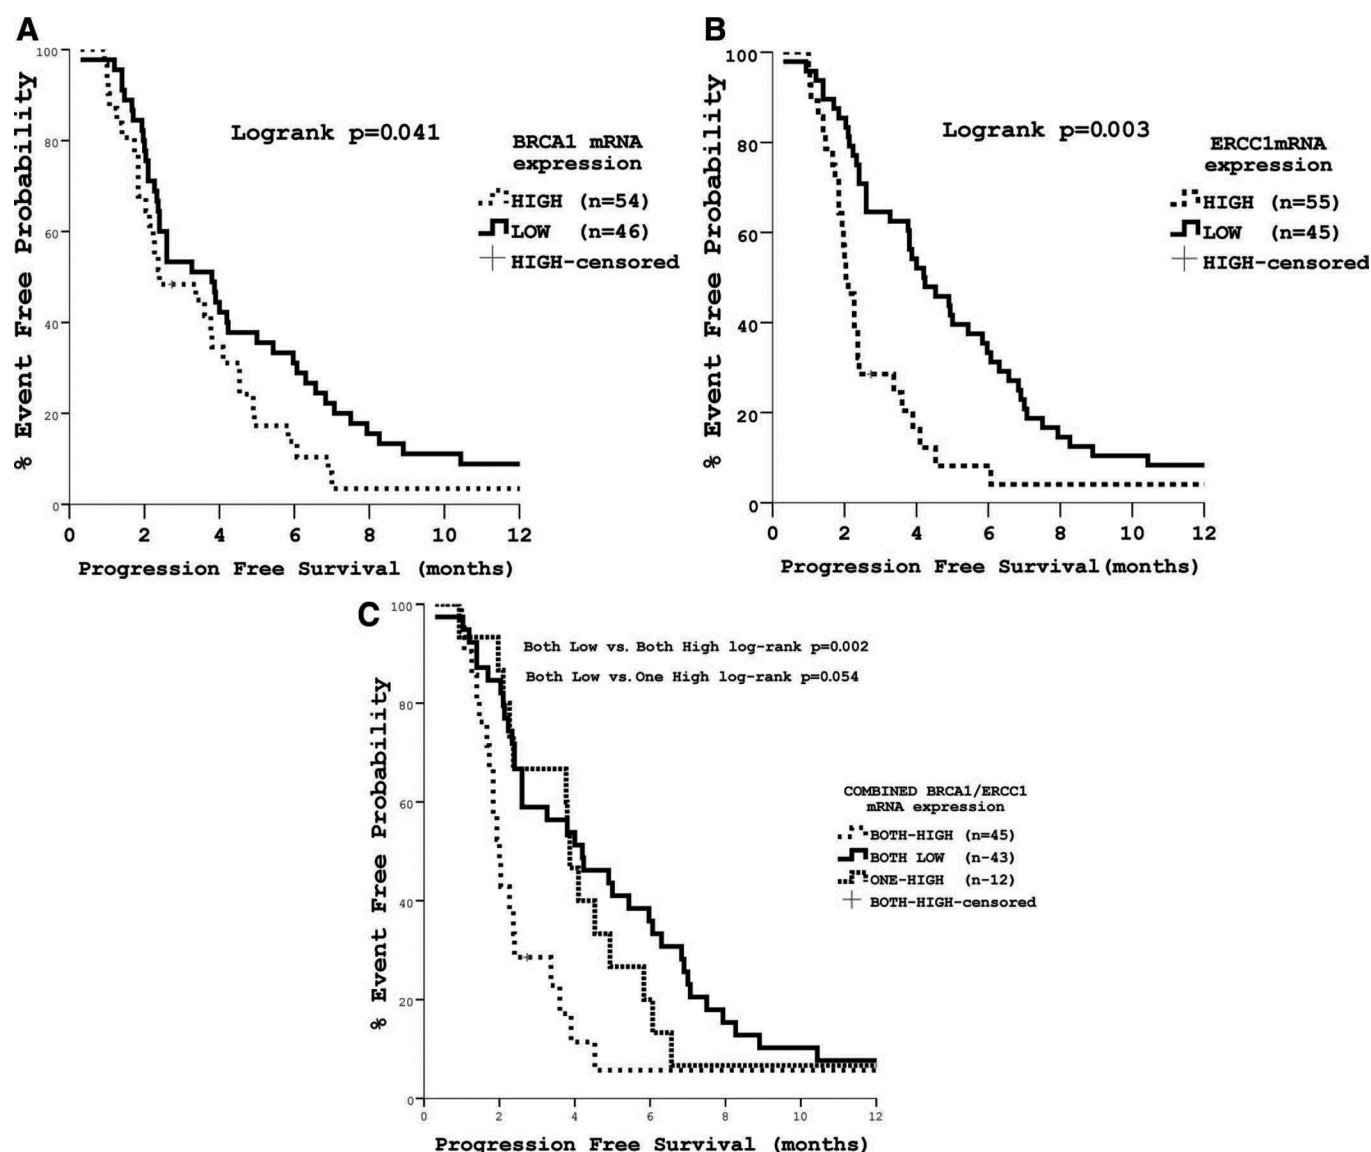 A
% Event Free Probability
100
80
60
40
20
0
Logrank p=0.041
BRCA1 mRNA
expression
HIGH (n=54)
LOW (n=46)
HIGH-censored
0 2 4 6 8 10 12
Progression Free Survival (months)
B
% Event Free Probability
100
80
60
40
20
0
Logrank p=0.003
ERCC1mRNA
expression
HIGH (n=55)
LOW (n=45)
HIGH-censored
0 2 4 6 8 10 12
Progression Free Survival(months)
C
% Event Free Probability
100
80
60
40
20
0
Both Low vs. Both High log-rank p=0.002
Both Low vs.One High log-rank p=0.054
COMBINED BRCA1/ERCC1
mRNA expression
BOTH-HIGH (n=45)
BOTH LOW (n-43)
ONE-HIGH (n-12)
BOTH-HIGH-censored
0 2 4 6 8 10 12
Progression Free Survival (months)